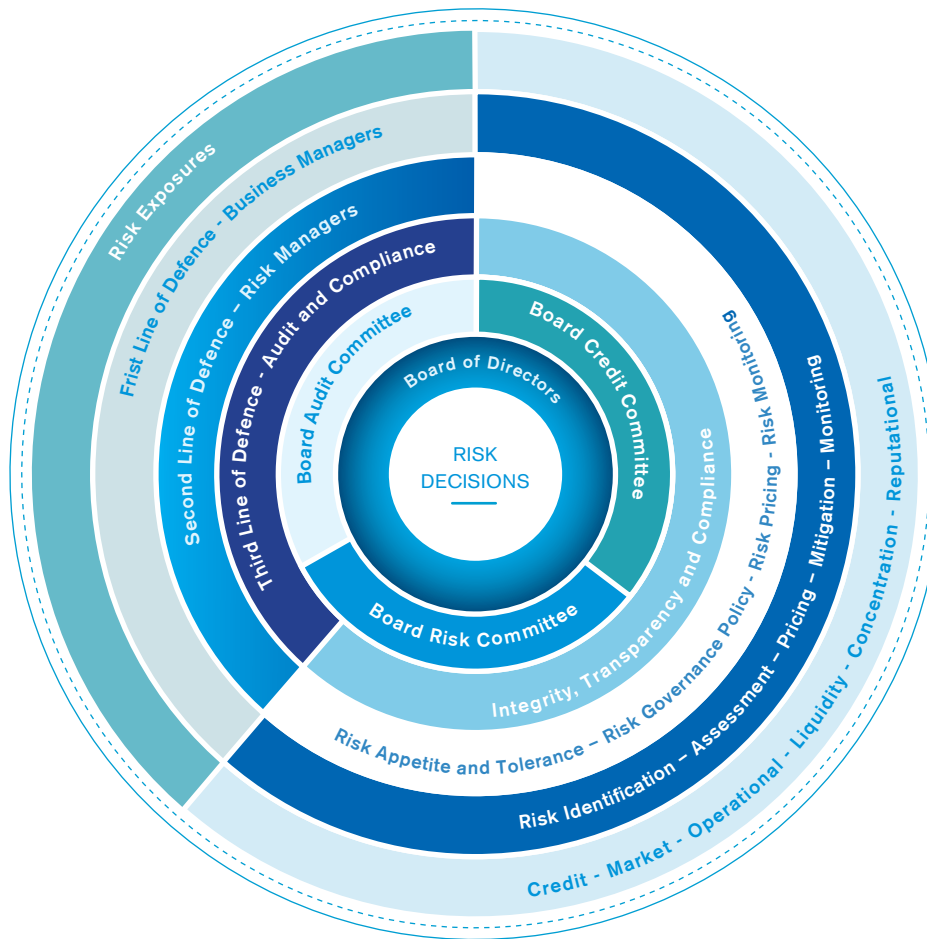 Risk Exposures
Frist Line of Defence - Business Managers
Second Line of Defence – Risk Managers
Third Line of Defence - Audit and Compliance
Board Audit Committee
Board Credit Committee
Board Risk Committee
Board of Directors
RISK
DECISIONS
Integrity, Transparency and Compliance
Risk Appetite and Tolerance – Risk Governance Policy - Risk Pricing - Risk Monitoring
Risk Identification – Assessment – Pricing – Mitigation – Monitoring
Credit - Market - Operational - Liquidity - Concentration - Reputational